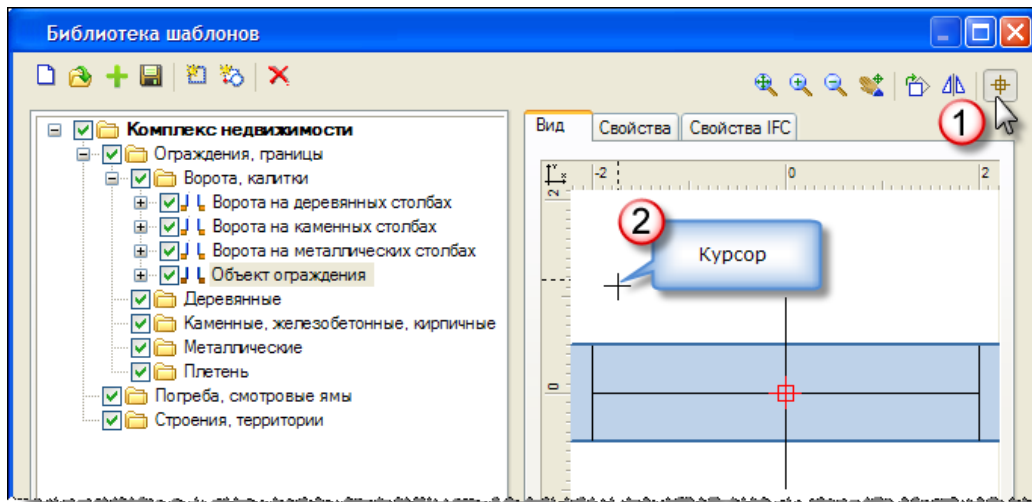 Библиотека шаблонов
1
Комплекс недвижимости
Ограждения, границы
Ворота, калитки
Ворота на деревянных столбах
Ворота на каменных столбах
Ворота на металлических столбах
Объект ограждения
Деревянные
Каменные, железобетонные, кирпичные
Металлические
Плетень
Погреба, смотровые ямы
Строения, территории
Вид Свойства Свойства IFC
Y x -2 0 2
2
2
Курсор
0